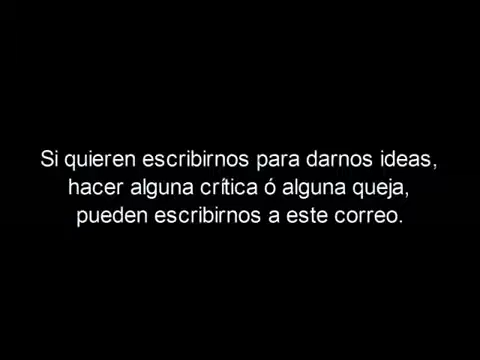 Si quieren escribirnos para darnos ideas,
hacer alguna crítica ó alguna queja,
pueden escribirnos a este correo.